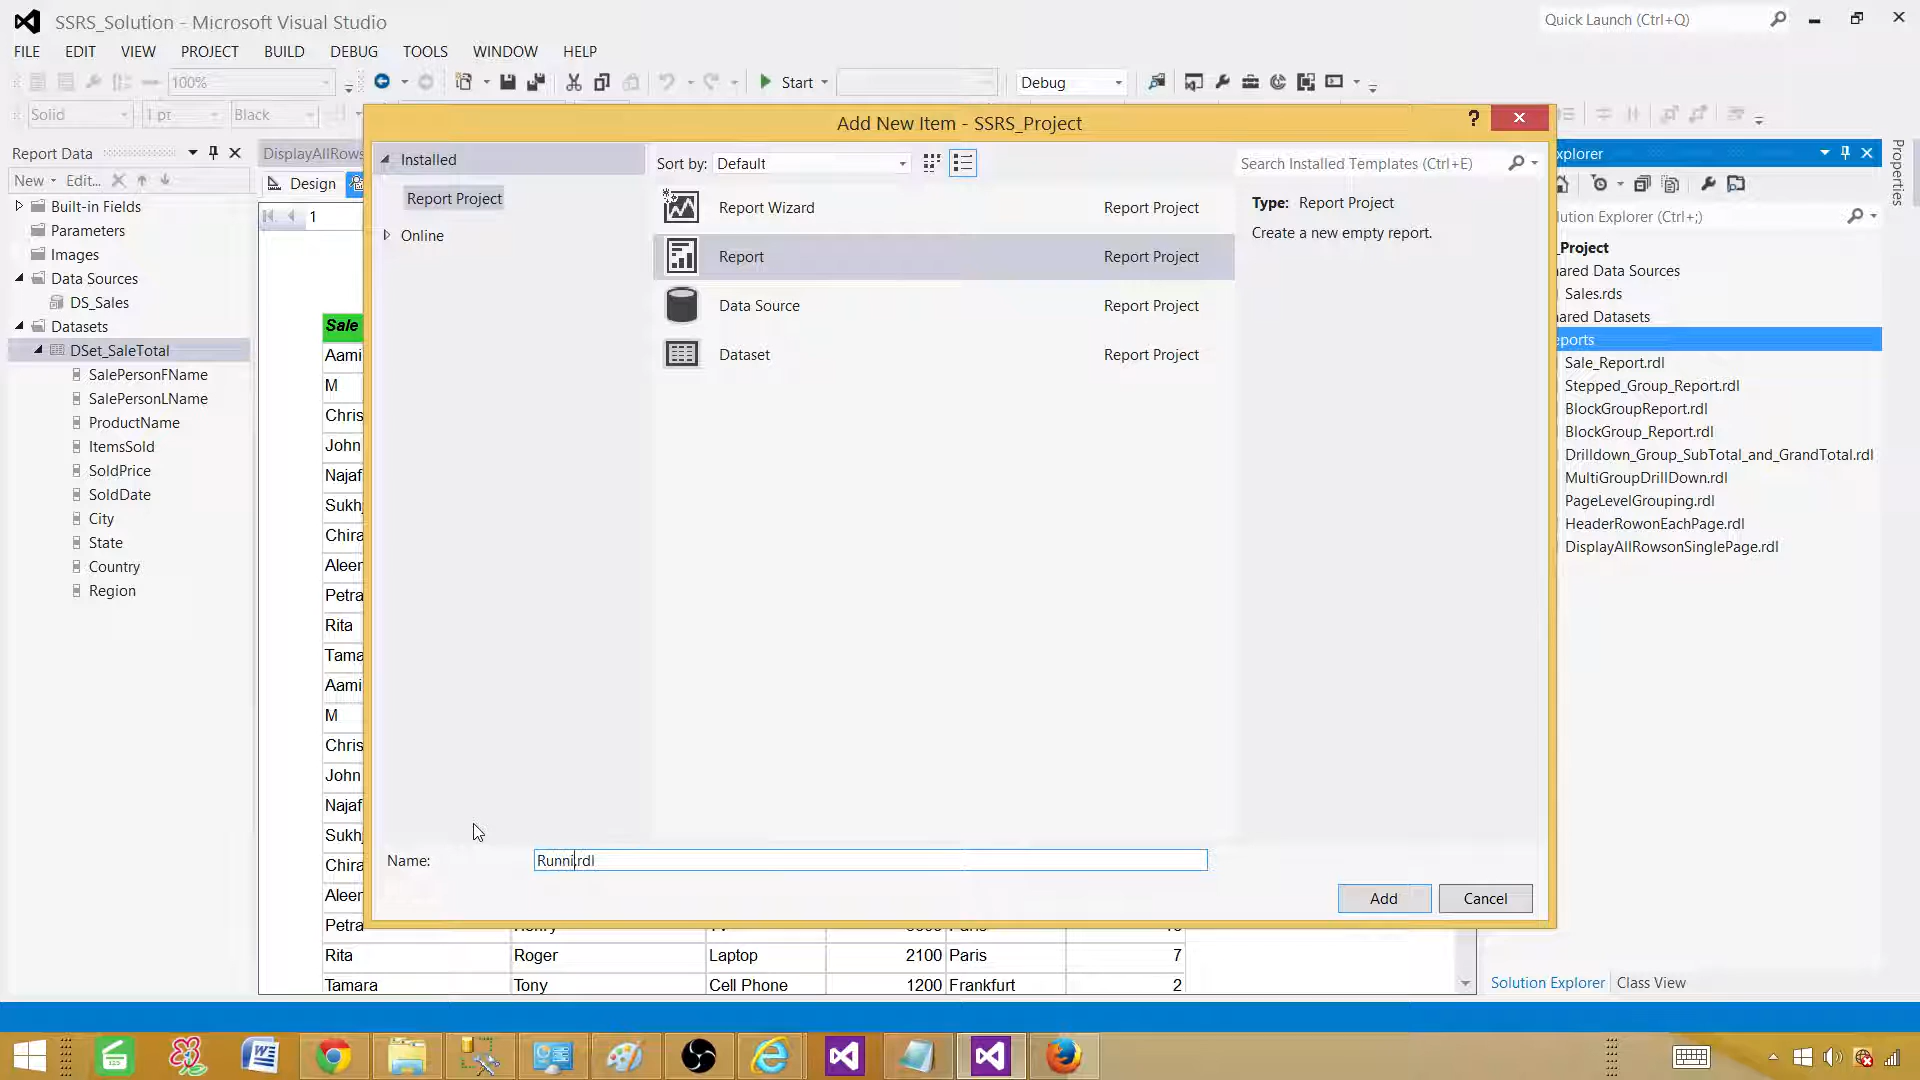 SSRS_Solution - Microsoft Visual Studio
Quick Launch (Ctrl+Q)
FILE EDIT VIEW PROJECT BUILD DEBUG TOOLS WINDOW HELP
100% Start Debug
Solid 1 pt Black
Add New Item - SSRS_Project
?
Report Data
DisplayAllRows
New Edit...
Design
1
Built-in Fields
Parameters
Images
Data Sources
DS_Sales
Datasets
DSet_SaleTotal
SalePersonFName
SalePersonLName
ProductName
ItemsSold
SoldPrice
SoldDate
City
State
Country
Region
Sale
Aami
M
Chris
John
Najaf
Sukhj
Chira
Aleen
Petra
Rita
Tama
Aami
M
Chris
John
Najaf
Sukhj
Chira
Aleen
Petra
Rita Roger Laptop 2100 Paris 7
Tamara Tony Cell Phone 1200 Frankfurt 2
Installed
Report Project
Online
Sort by: Default
Search Installed Templates (Ctrl+E)
Report Wizard Report Project
Report Report Project
Data Source Report Project
Dataset Report Project
Type: Report Project
Create a new empty report.
Name: Runni.rdl
Add Cancel
xplorer
ution Explorer (Ctrl+;)
_Project
ared Data Sources
Sales.rds
ared Datasets
ports
Sale_Report.rdl
Stepped_Group_Report.rdl
BlockGroupReport.rdl
BlockGroup_Report.rdl
Drilldown_Group_SubTotal_and_GrandTotal.rdl
MultiGroupDrillDown.rdl
PageLevelGrouping.rdl
HeaderRowonEachPage.rdl
DisplayAllRowsonSinglePage.rdl
Properties
Solution Explorer Class View